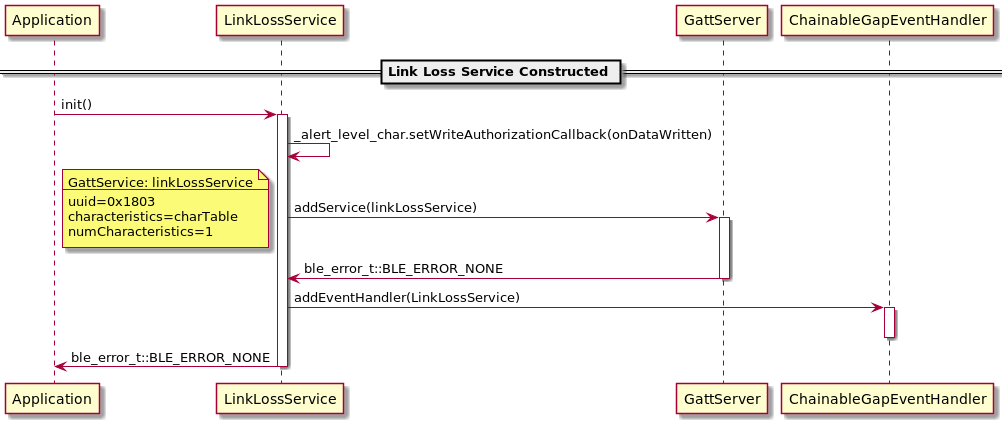 Application
LinkLossService
GattServer
ChainableGapEventHandler
Link Loss Service Constructed
init()
_alert_level_char.setWriteAuthorizationCallback(onDataWritten)
GattService: linkLossService
uuid=0x1803
characteristics=charTable
numCharacteristics=1
addService(linkLossService)
ble_error_t::BLE_ERROR_NONE
addEventHandler(LinkLossService)
ble_error_t::BLE_ERROR_NONE
Application
LinkLossService
GattServer
ChainableGapEventHandler